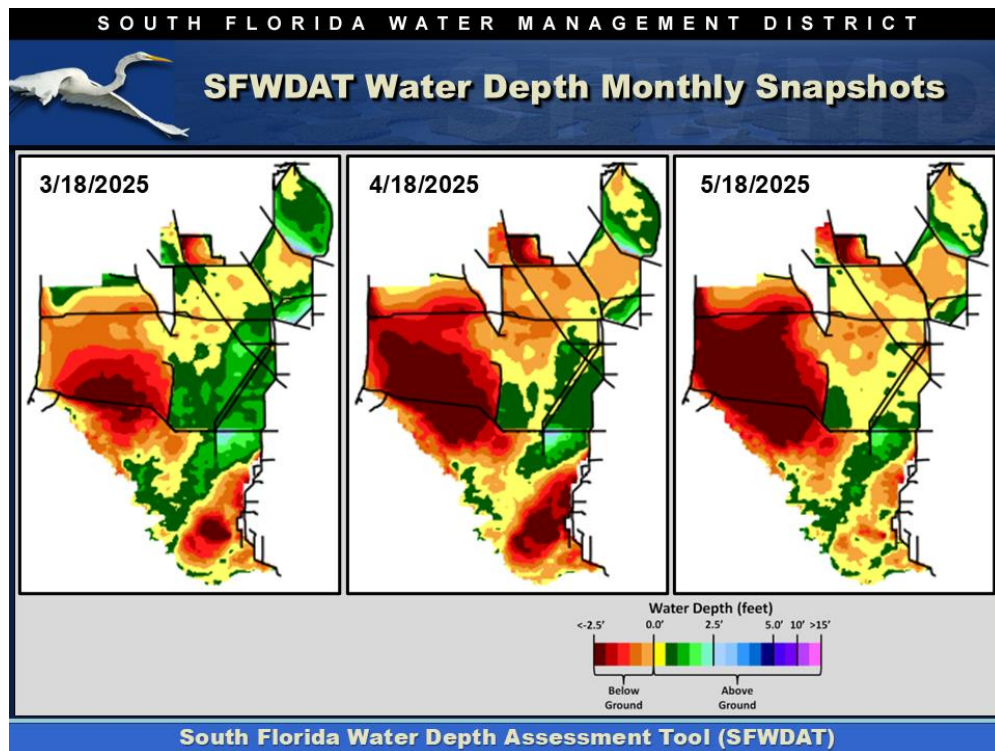 SOUTH FLORIDA WATER MANAGEMENT DISTRICT
SFWDAT Water Depth Monthly Snapshots
3/18/2025
4/18/2025
5/18/2025
Water Depth (feet)
<-2.5' 0.0' 2.5' 5.0' 10' >15'
Below Ground
Above Ground
South Florida Water Depth Assessment Tool (SFWDAT)